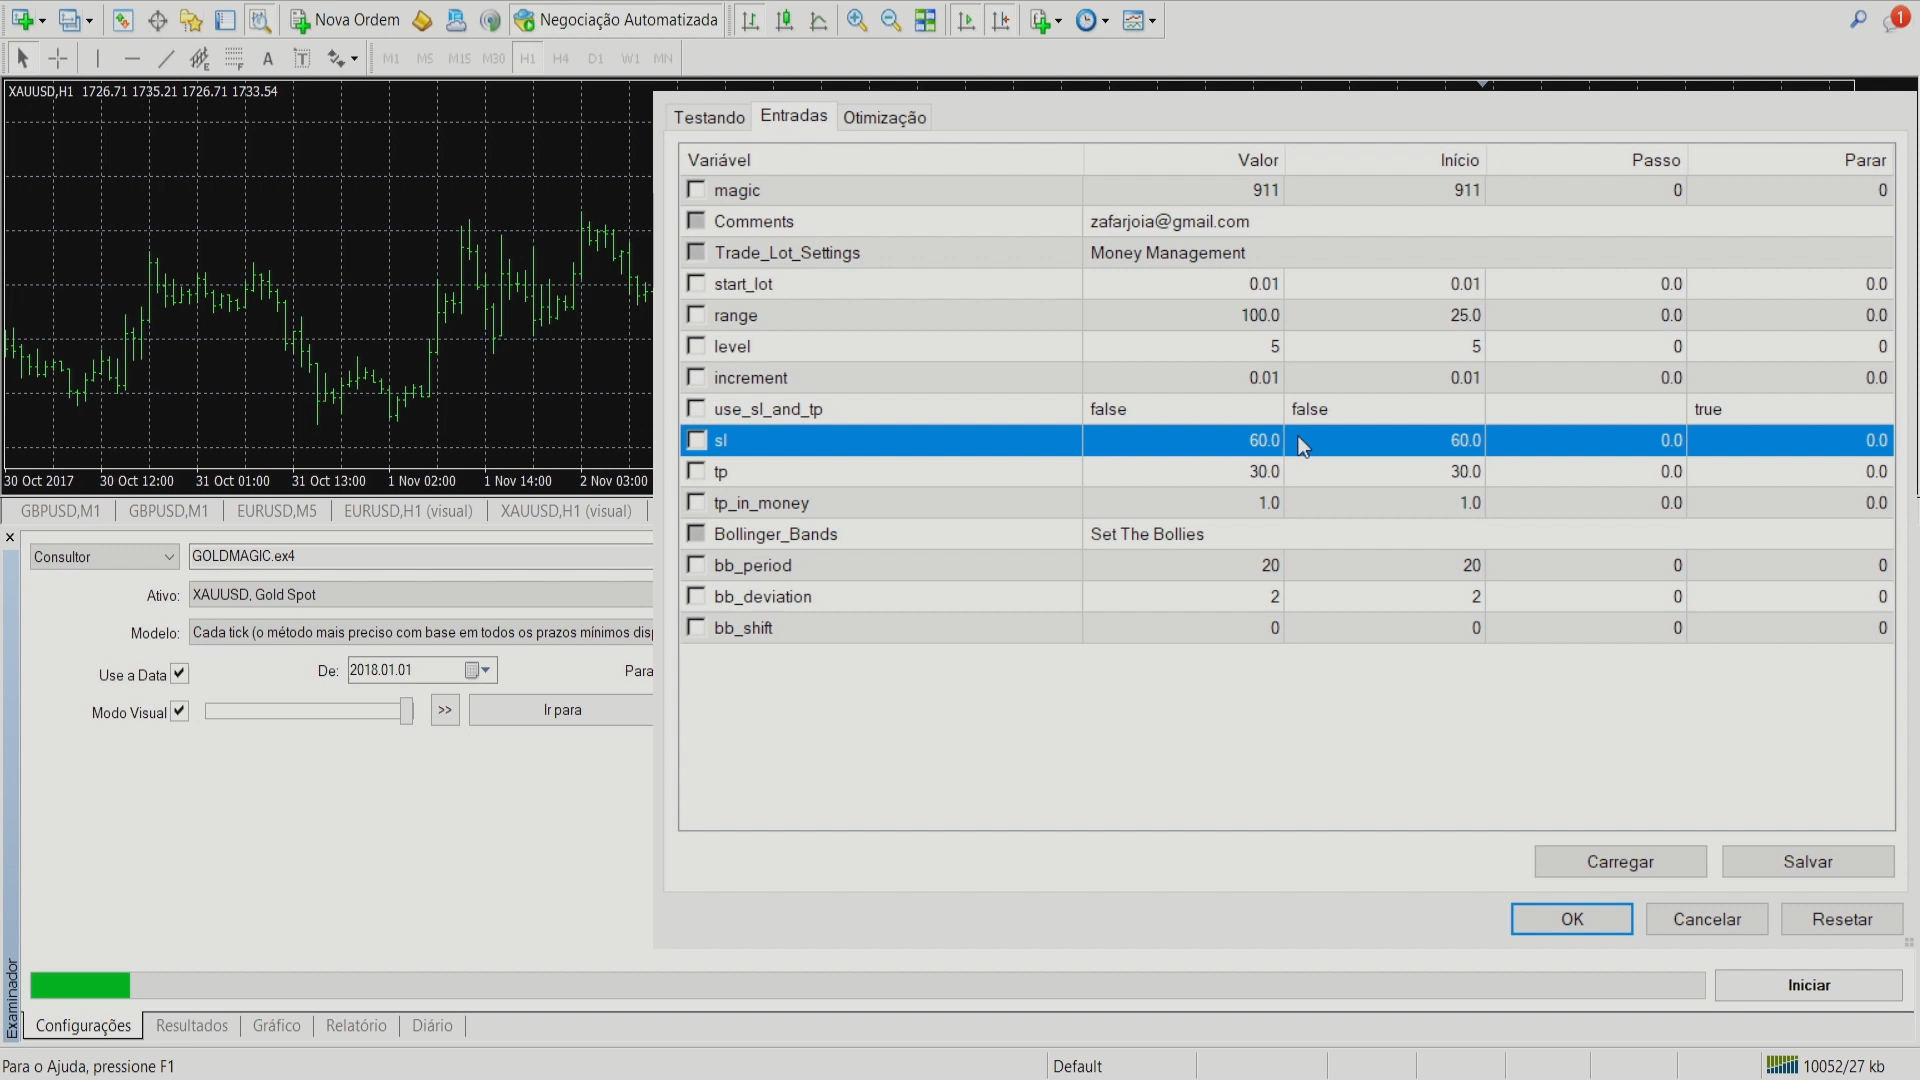 Nova Ordem
Negociação Automatizada
1
E
F
A
T
M1 M5 M15 M30 H1 H4 D1 W1 MN
XAUUSD,H1 1726.71 1735.21 1726.71 1733.54
30 Oct 2017 30 Oct 12:00 31 Oct 01:00 31 Oct 13:00 1 Nov 02:00 1 Nov 14:00 2 Nov 03:00
GBPUSD,M1 GBPUSD,M1 EURUSD,M5 EURUSD,H1 (visual) XAUUSD,H1 (visual)
Testando Entradas Otimização
Variável Valor Início Passo Parar
magic 911 911 0 0
Comments zafarjoia@gmail.com
Trade_Lot_Settings Money Management
start_lot 0.01 0.01 0.0 0.0
range 100.0 25.0 0.0 0.0
level 5 5 0 0
increment 0.01 0.01 0.0 0.0
use_sl_and_tp false false true
sl 60.0 60.0 0.0 0.0
tp 30.0 30.0 0.0 0.0
tp_in_money 1.0 1.0 0.0 0.0
Bollinger_Bands Set The Bollies
bb_period 20 20 0 0
bb_deviation 2 2 0 0
bb_shift 0 0 0 0
Carregar Salvar
OK Cancelar Resetar
Consultor GOLDMAGIC.ex4
Ativo: XAUUSD, Gold Spot
Modelo: Cada tick (o método mais preciso com base em todos os prazos mínimos disp
Use a Data De: 2018.01.01 Para
Modo Visual >> Ir para
Iniciar
Examinador
Configurações Resultados Gráfico Relatório Diário
Para o Ajuda, pressione F1 Default 10052/27 kb